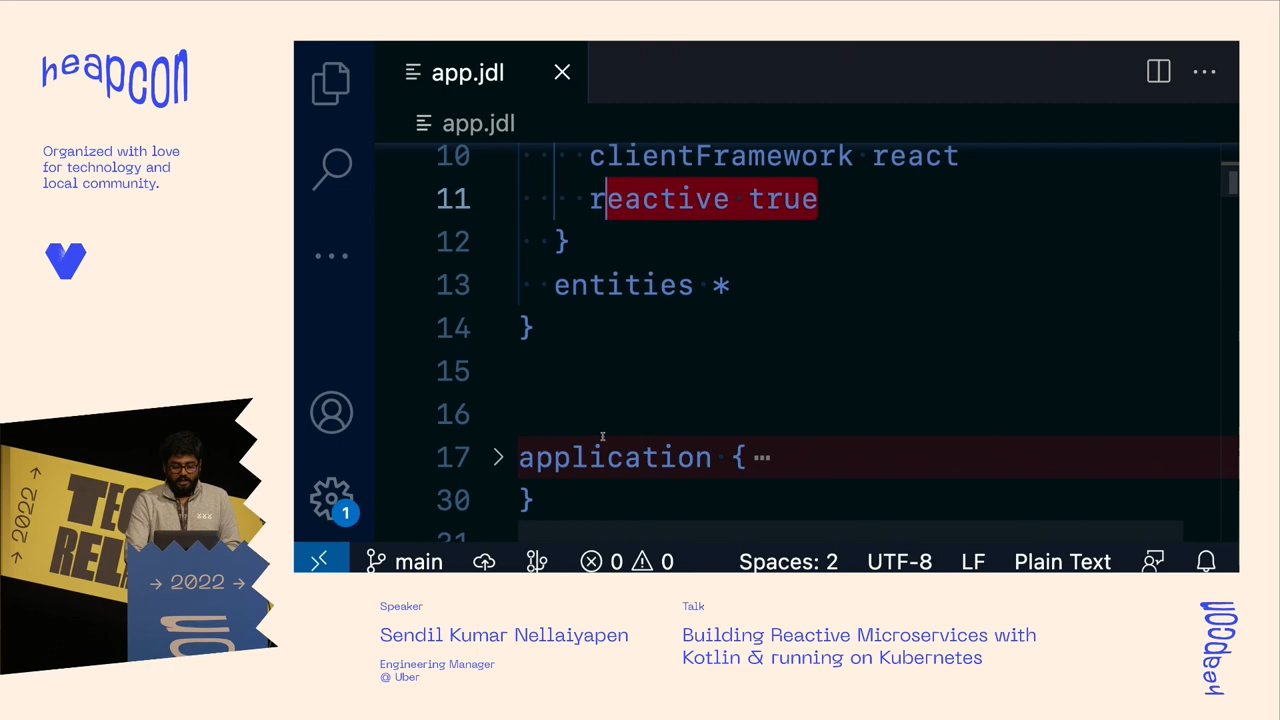 heapcon
Organized with love
for technology and
local community.
app.jdl
app.jdl
10 clientFramework react
11 reactive true
12 }
13 entities *
14 }
15
16
17 application {
30 }
1
main
0 0
Spaces: 2
UTF-8
LF
Plain Text
→ 2022 →
→ 2022 →
Speaker
Sendil Kumar Nellaiyapen
Engineering Manager
@ Uber
Talk
Building Reactive Microservices with
Kotlin & running on Kubernetes
heapcon